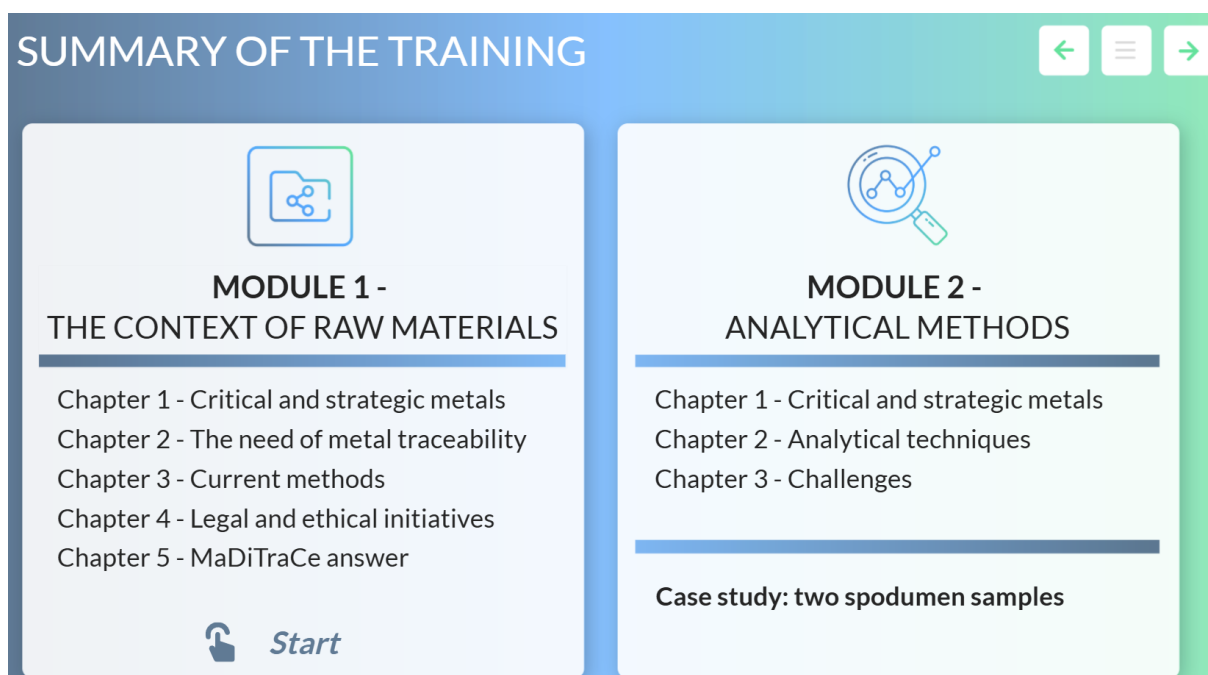 SUMMARY OF THE TRAINING
MODULE 1 -
THE CONTEXT OF RAW MATERIALS
Chapter 1 - Critical and strategic metals
Chapter 2 - The need of metal traceability
Chapter 3 - Current methods
Chapter 4 - Legal and ethical initiatives
Chapter 5 - MaDiTraCe answer
Start
MODULE 2 -
ANALYTICAL METHODS
Chapter 1 - Critical and strategic metals
Chapter 2 - Analytical techniques
Chapter 3 - Challenges
Case study: two spodumen samples